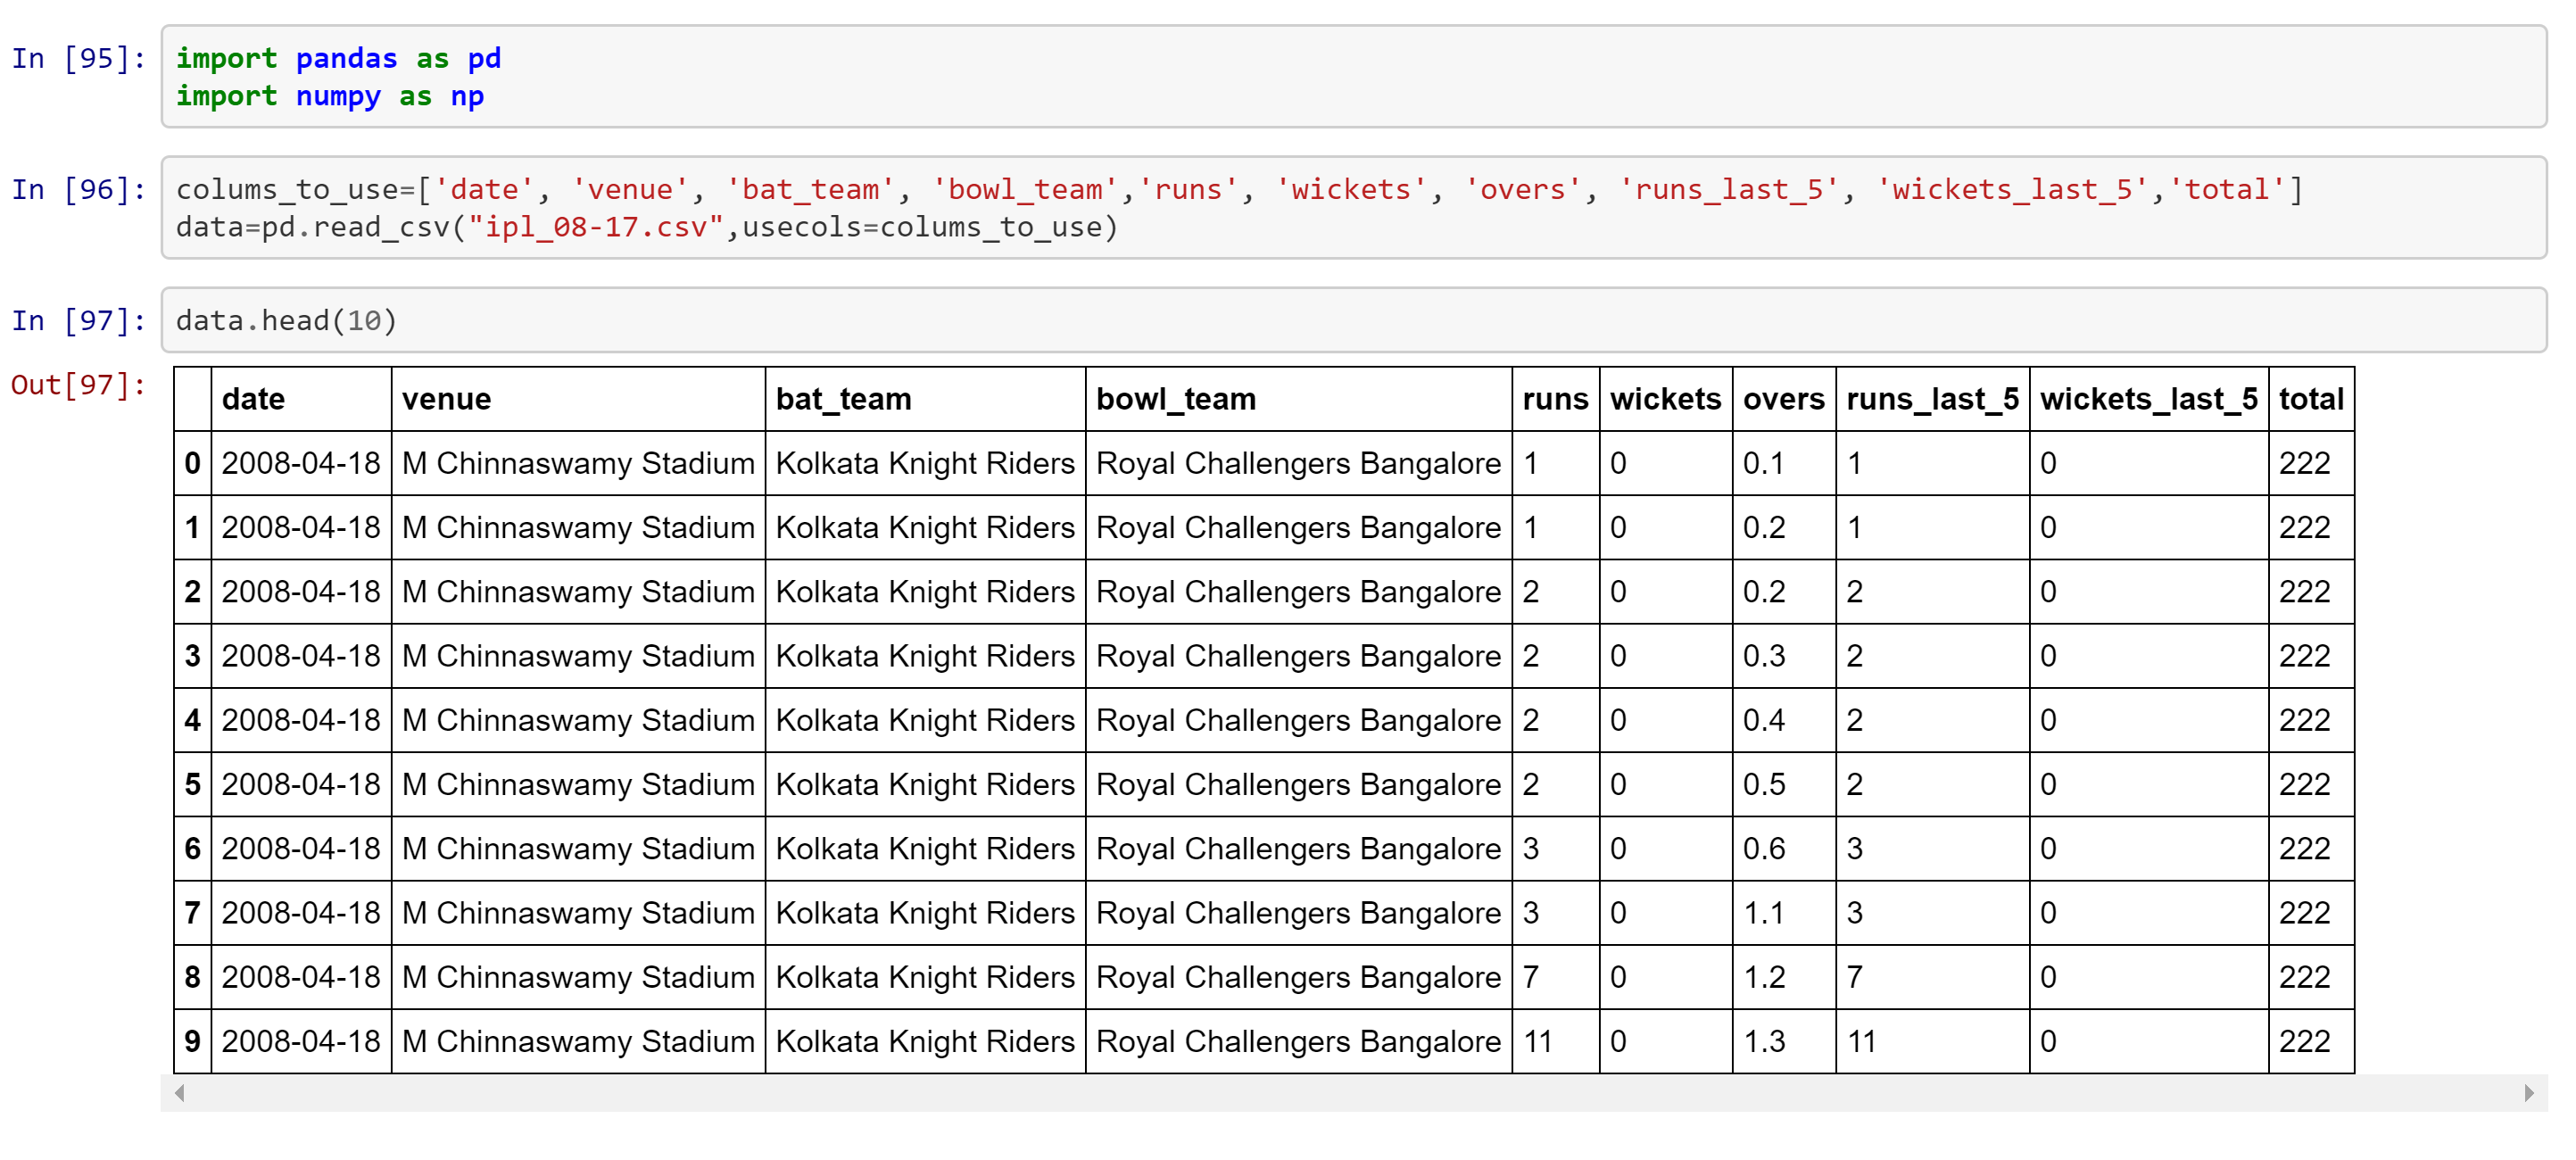 In [95]: import pandas as pd
import numpy as np
In [96]: colums_to_use=['date', 'venue', 'bat_team', 'bowl_team','runs', 'wickets', 'overs', 'runs_last_5', 'wickets_last_5','total']
data=pd.read_csv("ipl_08-17.csv",usecols=colums_to_use)
In [97]: data.head(10)
Out[97]:
date venue bat_team bowl_team runs wickets overs runs_last_5 wickets_last_5 total
0 2008-04-18 M Chinnaswamy Stadium Kolkata Knight Riders Royal Challengers Bangalore 1 0 0.1 1 0 222
1 2008-04-18 M Chinnaswamy Stadium Kolkata Knight Riders Royal Challengers Bangalore 1 0 0.2 1 0 222
2 2008-04-18 M Chinnaswamy Stadium Kolkata Knight Riders Royal Challengers Bangalore 2 0 0.2 2 0 222
3 2008-04-18 M Chinnaswamy Stadium Kolkata Knight Riders Royal Challengers Bangalore 2 0 0.3 2 0 222
4 2008-04-18 M Chinnaswamy Stadium Kolkata Knight Riders Royal Challengers Bangalore 2 0 0.4 2 0 222
5 2008-04-18 M Chinnaswamy Stadium Kolkata Knight Riders Royal Challengers Bangalore 2 0 0.5 2 0 222
6 2008-04-18 M Chinnaswamy Stadium Kolkata Knight Riders Royal Challengers Bangalore 3 0 0.6 3 0 222
7 2008-04-18 M Chinnaswamy Stadium Kolkata Knight Riders Royal Challengers Bangalore 3 0 1.1 3 0 222
8 2008-04-18 M Chinnaswamy Stadium Kolkata Knight Riders Royal Challengers Bangalore 7 0 1.2 7 0 222
9 2008-04-18 M Chinnaswamy Stadium Kolkata Knight Riders Royal Challengers Bangalore 11 0 1.3 11 0 222